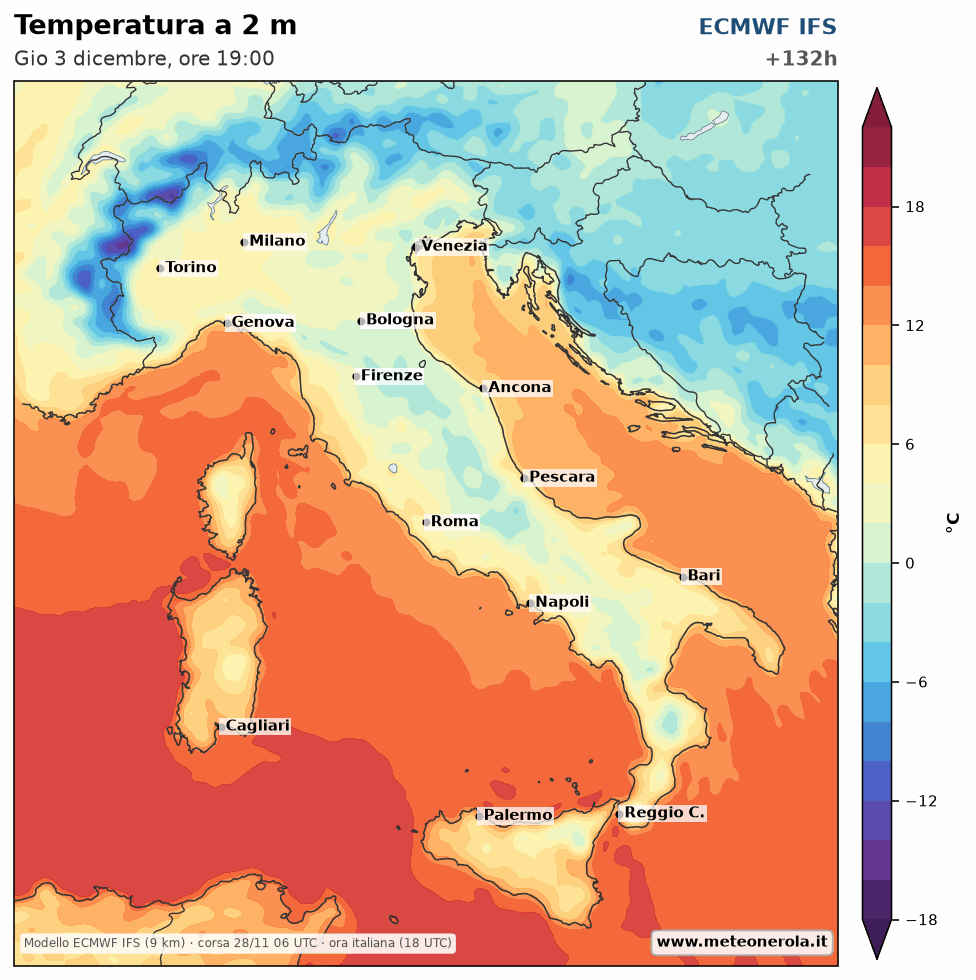 Temperatura a 2 m
ECMWF IFS
Gio 3 dicembre, ore 19:00
+132h
Milano
Venezia
Torino
Genova
Bologna
Firenze
Ancona
Pescara
Roma
Bari
Napoli
Cagliari
Palermo
Reggio C.
18
12
6
0
−6
−12
−18
°C
Modello ECMWF IFS (9 km) · corsa 28/11 06 UTC · ora italiana (18 UTC)
www.meteonerola.it